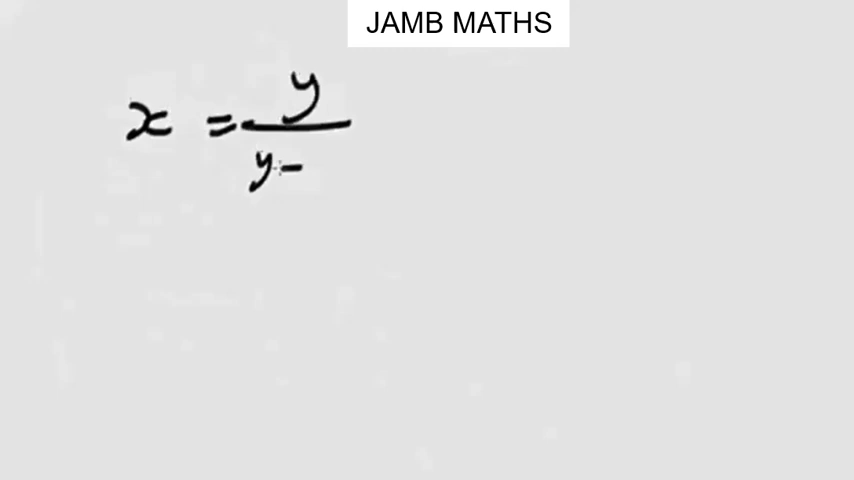 JAMB MATHS
x = y
y -